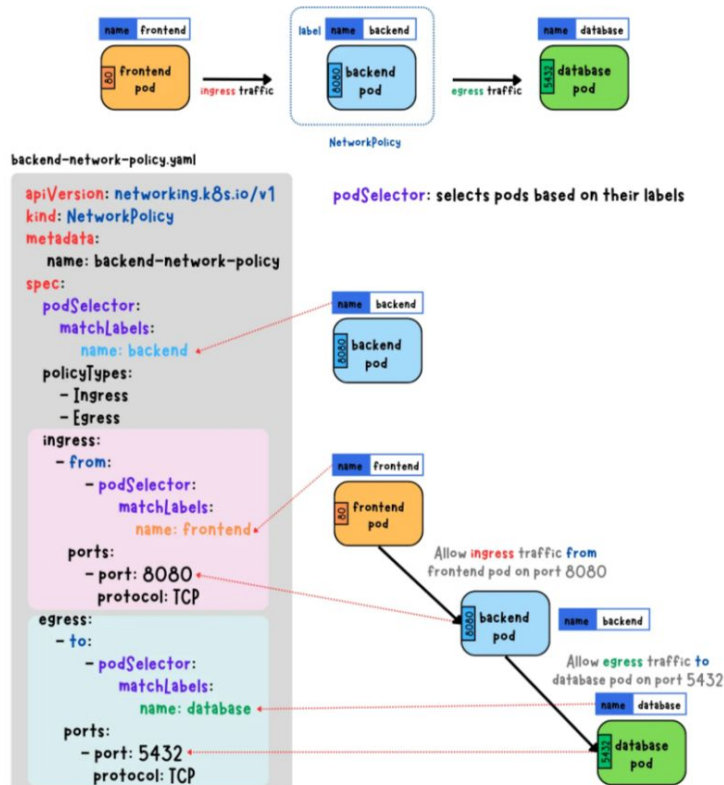 name frontend
label name backend
name database
80 frontend pod
ingress traffic
8080 backend pod
egress traffic
5432 database pod
NetworkPolicy
backend-network-policy.yaml
apiVersion: networking.k8s.io/v1
kind: NetworkPolicy
metadata:
name: backend-network-policy
spec:
podSelector:
matchLabels:
name: backend
policyTypes:
- Ingress
- Egress
ingress:
- from:
- podSelector:
matchLabels:
name: frontend
ports:
- port: 8080
protocol: TCP
egress:
- to:
- podSelector:
matchLabels:
name: database
ports:
- port: 5432
protocol: TCP
podSelector: selects pods based on their labels
name backend
8080 backend pod
name frontend
80 frontend pod
Allow ingress traffic from
frontend pod on port 8080
8080 backend pod
name backend
Allow egress traffic to
database pod on port 5432
name database
5432 database pod